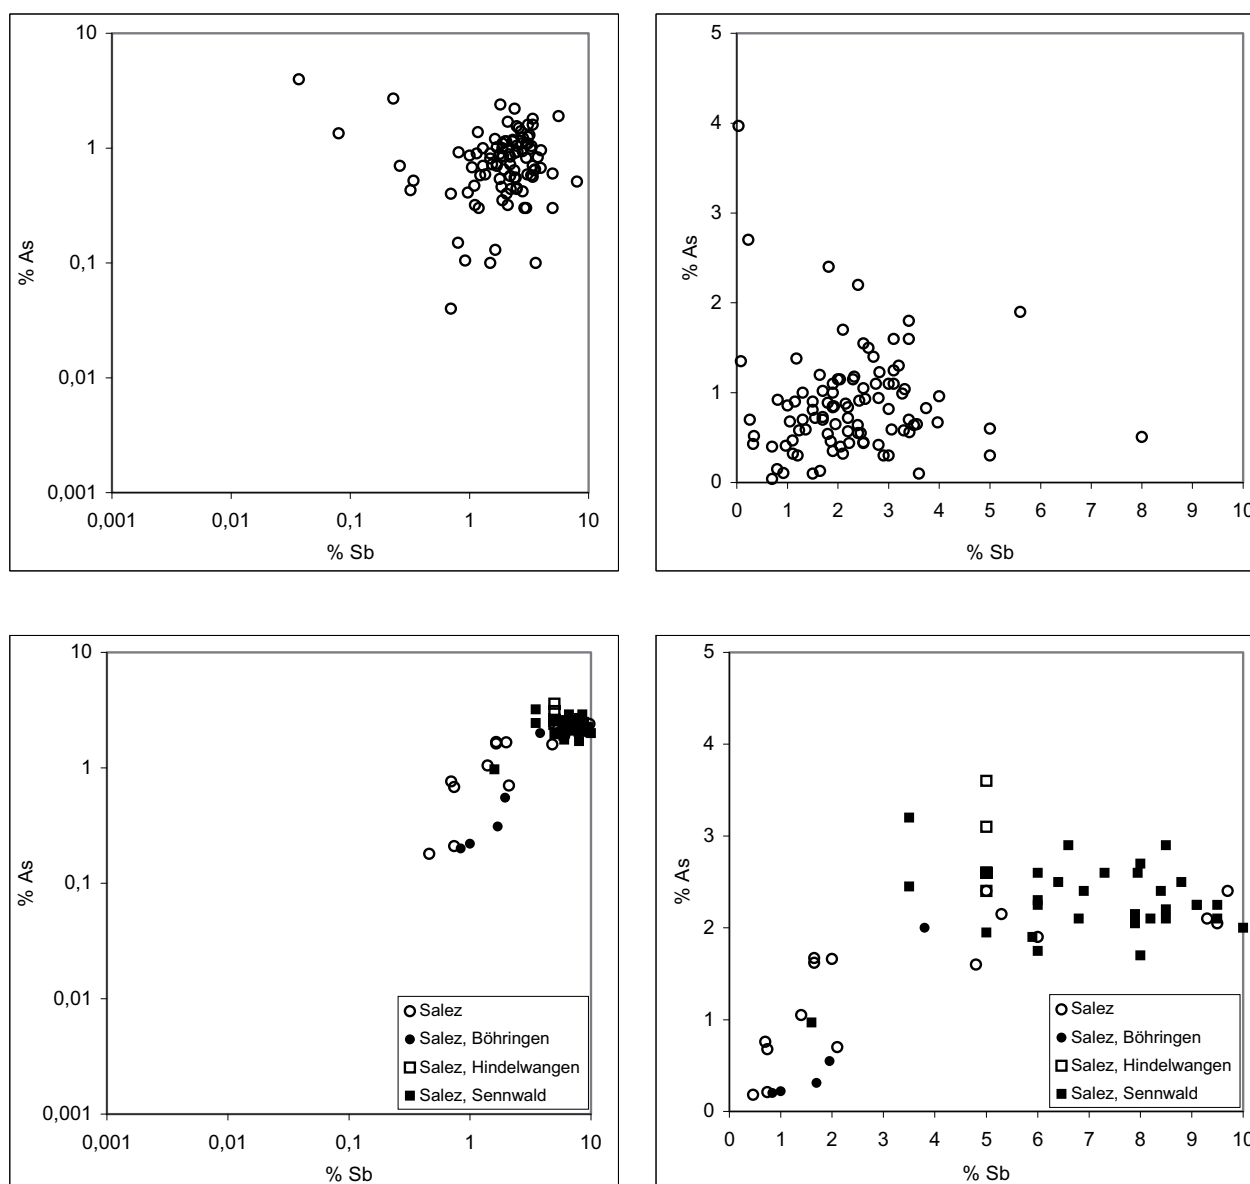 10
1
0,1
0,01
0,001
% As
0,001 0,01 0,1 1 10
% Sb
5
4
3
2
1
0
% As
0 1 2 3 4 5 6 7 8 9 10
% Sb
10
1
0,1
0,01
0,001
% As
Salez
Salez, Böhringen
Salez, Hindelwangen
Salez, Sennwald
0,001 0,01 0,1 1 10
% Sb
5
4
3
2
1
0
% As
Salez
Salez, Böhringen
Salez, Hindelwangen
Salez, Sennwald
0 1 2 3 4 5 6 7 8 9 10
% Sb